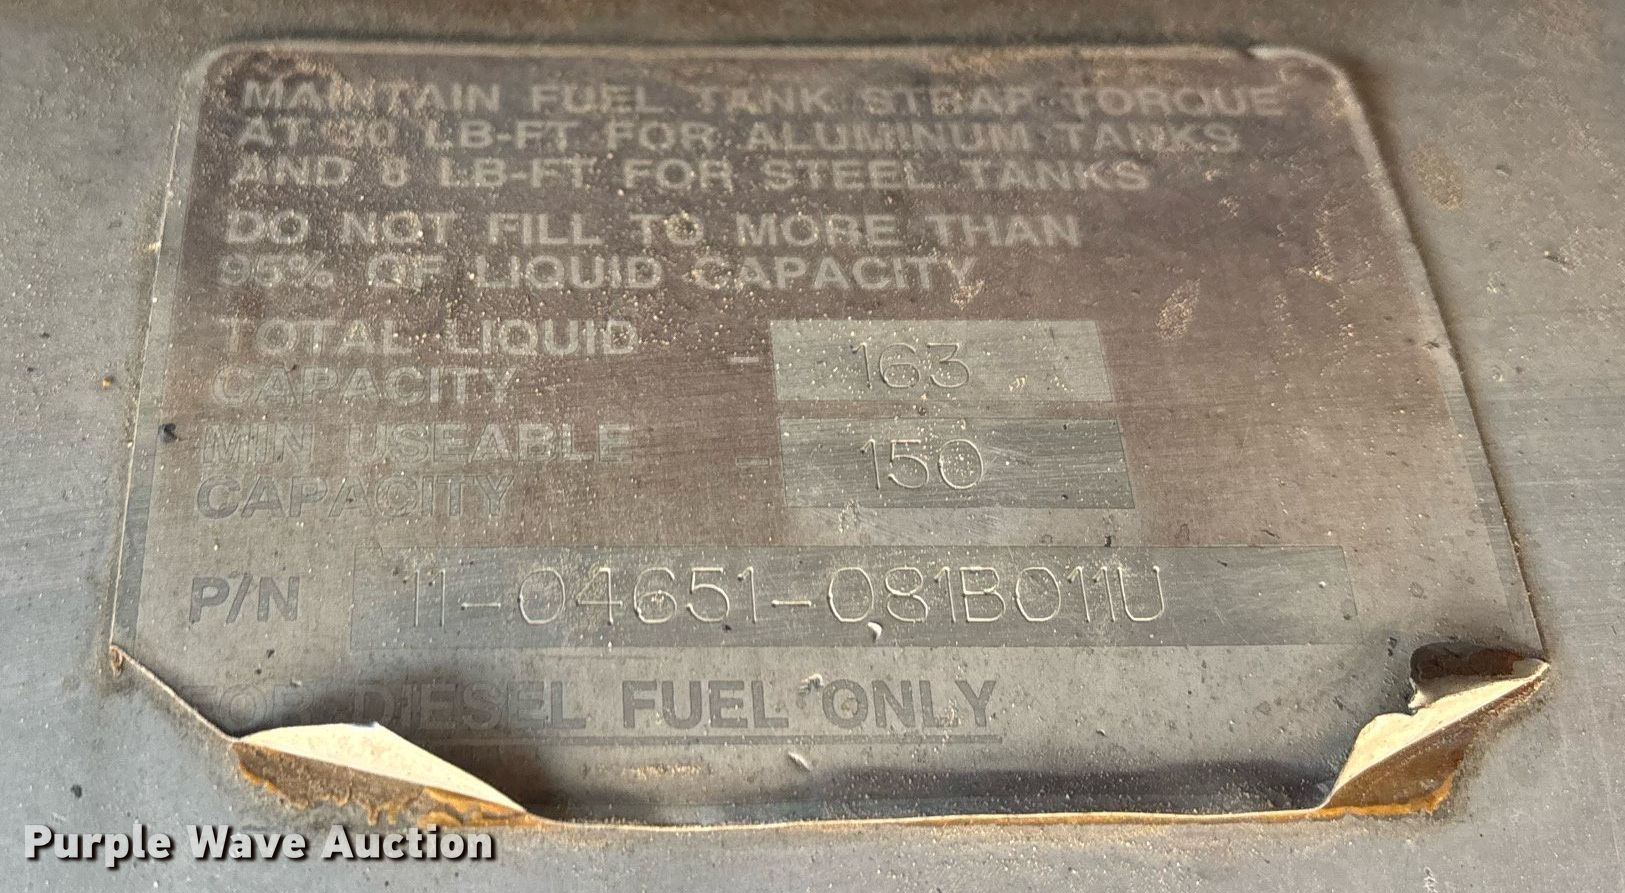 MAINTAIN FUEL TANK STRAP TORQUE
AT 30 LB-FT FOR ALUMINUM TANKS
AND 8 LB-FT FOR STEEL TANKS
DO NOT FILL TO MORE THAN
95% OF LIQUID CAPACITY
TOTAL LIQUID
CAPACITY - 163
MIN USEABLE
CAPACITY - 150
P/N 11-04651-081B011U
FOR DIESEL FUEL ONLY
Purple Wave Auction